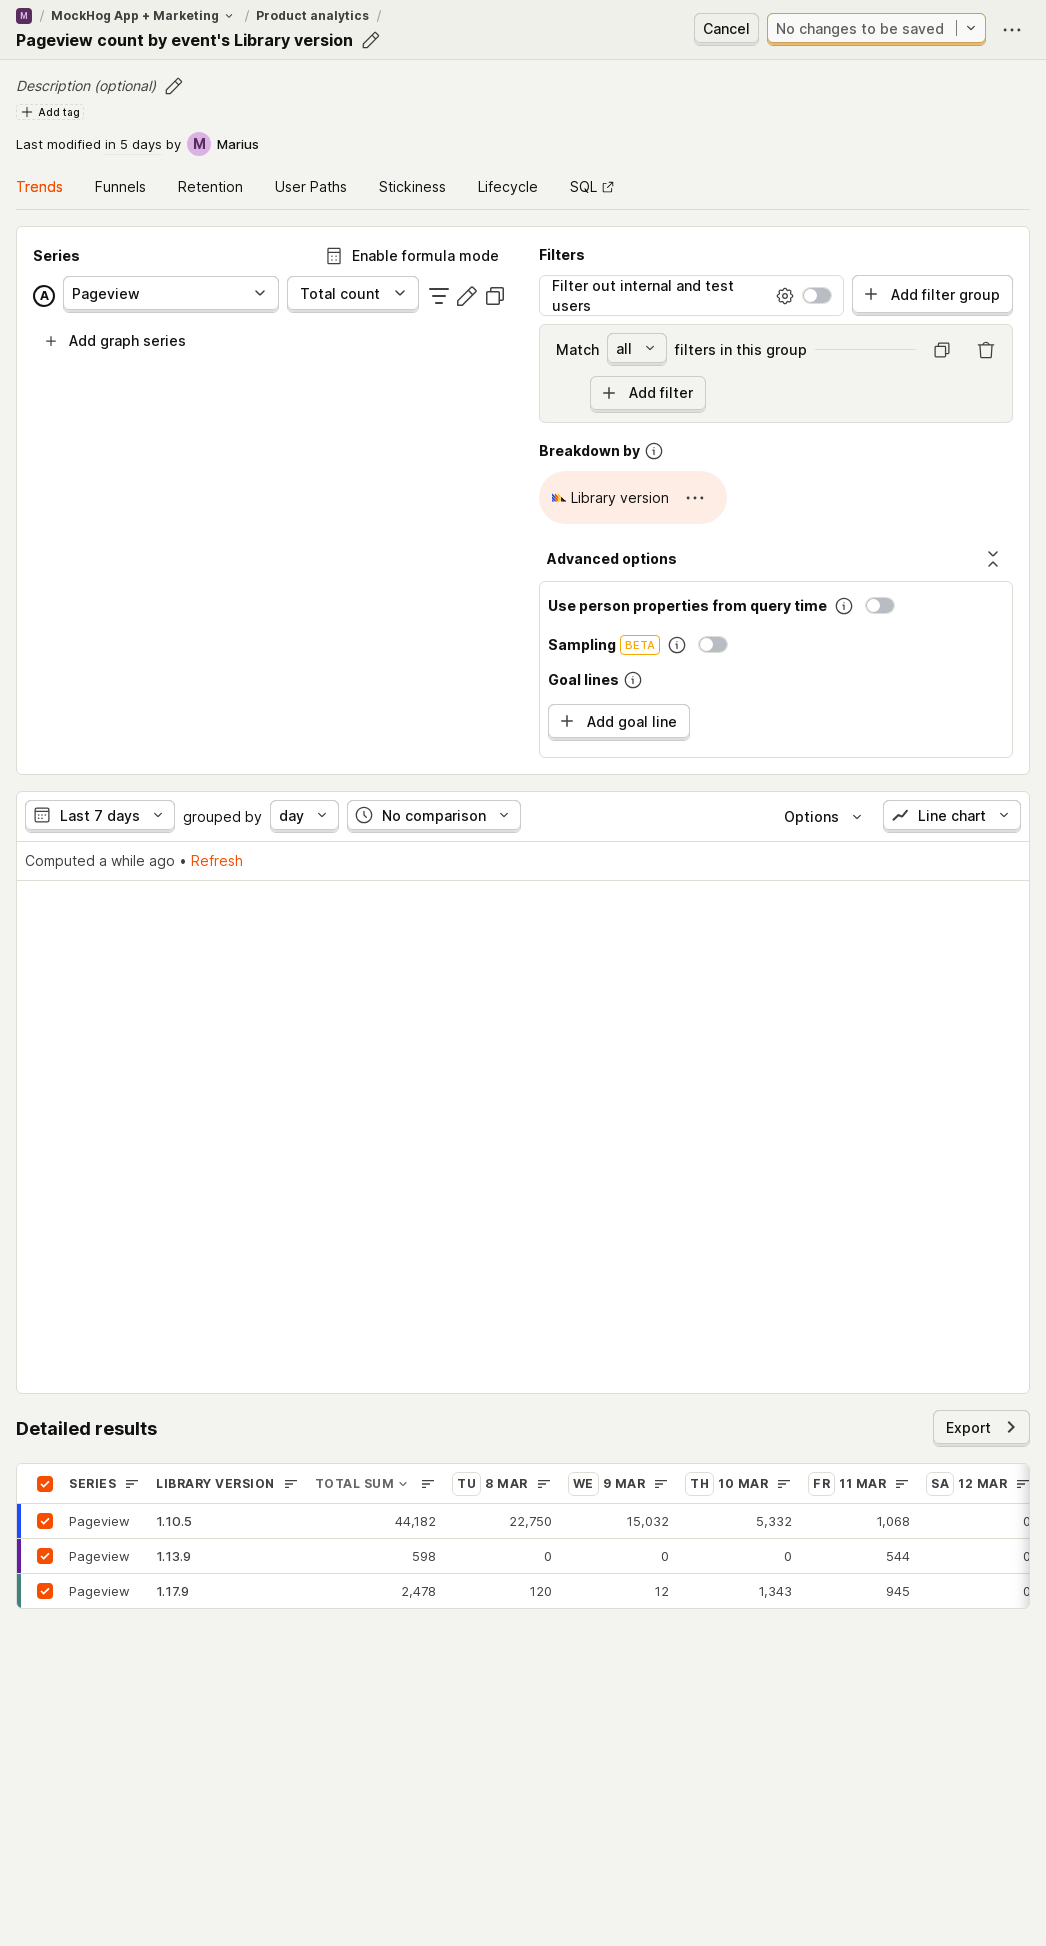 M / MockHog App + Marketing / Product analytics /
Pageview count by event's Library version
Cancel
No changes to be saved
Description (optional)
Add tag
Last modified in 5 days by M Marius
Trends Funnels Retention User Paths Stickiness Lifecycle SQL
Series
Enable formula mode
A Pageview Total count
Add graph series
Filters
Filter out internal and test
users
Add filter group
Match all filters in this group
Add filter
Breakdown by
Library version
Advanced options
Use person properties from query time
Sampling BETA
Goal lines
Add goal line
Last 7 days grouped by day No comparison Options Line chart
Computed a while ago • Refresh
Detailed results
Export
SERIES LIBRARY VERSION TOTAL SUM TU 8 MAR WE 9 MAR TH 10 MAR FR 11 MAR SA 12 MAR
Pageview 1.10.5 44,182 22,750 15,032 5,332 1,068 0
Pageview 1.13.9 598 0 0 0 544 0
Pageview 1.17.9 2,478 120 12 1,343 945 0